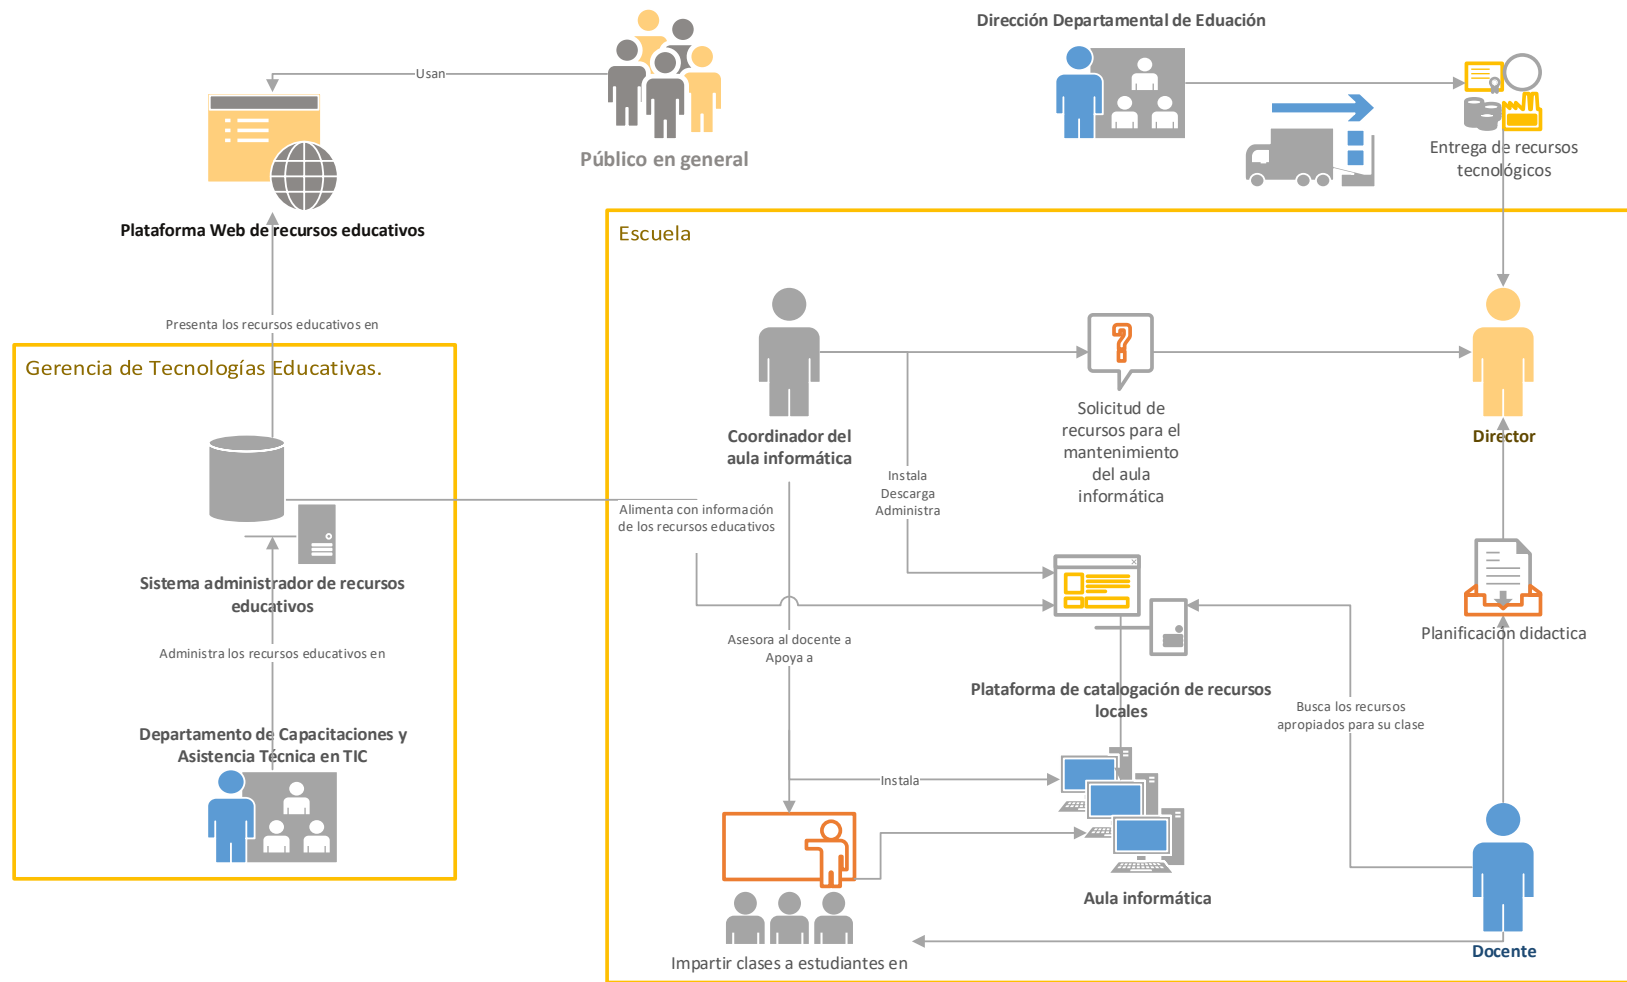 Dirección Departamental de Eduación
Usan
Público en general
Entrega de recursos
tecnológicos
Plataforma Web de recursos educativos
Escuela
Presenta los recursos educativos en
Gerencia de Tecnologías Educativas.
Coordinador del
aula informática
Solicitud de
recursos para el
mantenimiento
del aula
informática
Director
Instala
Descarga
Administra
Alimenta con información
de los recursos educativos
Sistema administrador de recursos
educativos
Planificación didactica
Asesora al docente a
Apoya a
Administra los recursos educativos en
Plataforma de catalogación de recursos
locales
Busca los recursos
apropiados para su clase
Departamento de Capacitaciones y
Asistencia Técnica en TIC
Instala
Aula informática
Docente
Impartir clases a estudiantes en